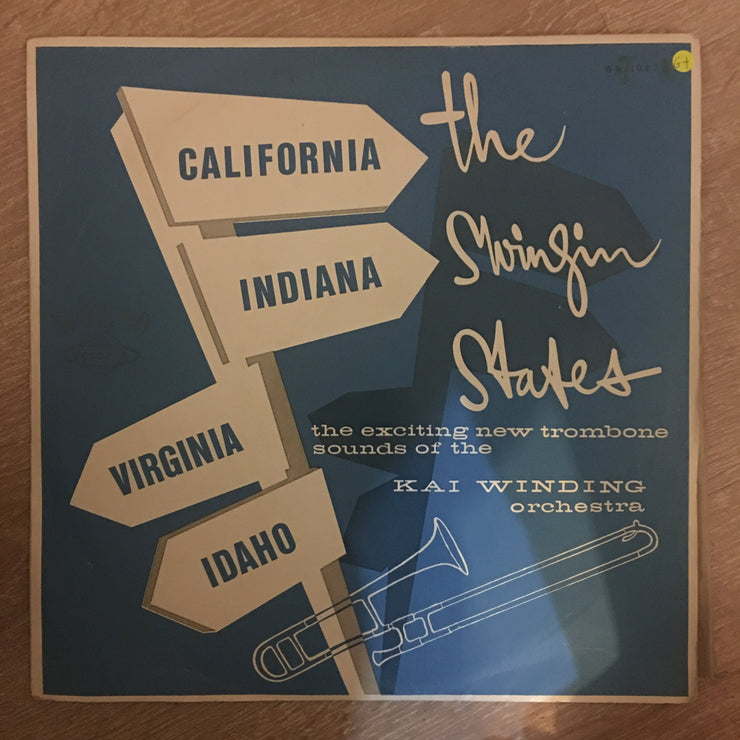 CALIFORNIA
INDIANA
VIRGINIA
IDAHO
the
Swingin
States
the exciting new trombone
sounds of the
KAI WINDING
orchestra